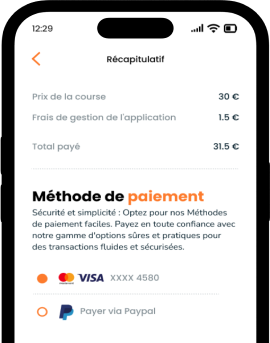 12:29
Récapitulatif
Prix de la course 30 €
Frais de gestion de l'application 1.5 €
Total payé 31.5 €
Méthode de paiement
Sécurité et simplicité : Optez pour nos Méthodes
de paiement faciles. Payez en toute confiance avec
notre gamme d'options sûres et pratiques pour
des transactions fluides et sécurisées.
VISA XXXX 4580
Payer via Paypal